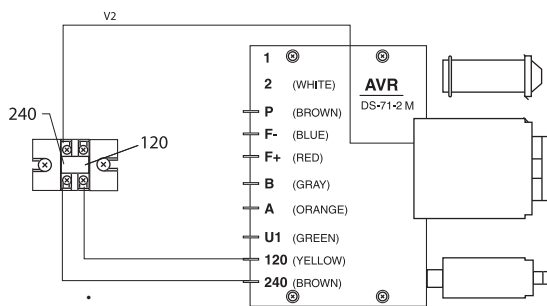 V2
1
2 (WHITE)
AVR
DS-71-2 M
P (BROWN)
F- (BLUE)
240
120
F+ (RED)
B (GRAY)
A (ORANGE)
U1 (GREEN)
120 (YELLOW)
240 (BROWN)